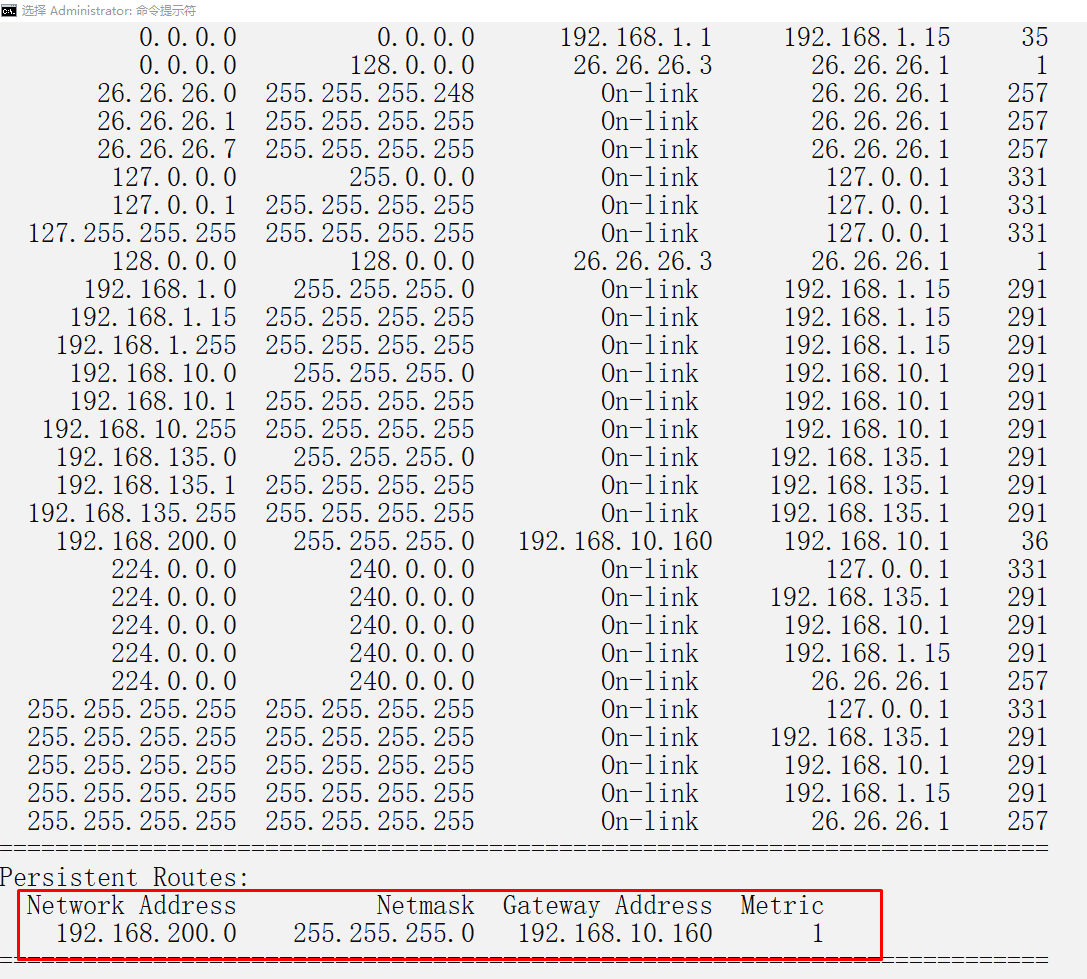 选择 Administrator: 命令提示符
0.0.0.0 0.0.0.0 192.168.1.1 192.168.1.15 35
0.0.0.0 128.0.0.0 26.26.26.3 26.26.26.1 1
26.26.26.0 255.255.255.248 On-link 26.26.26.1 257
26.26.26.1 255.255.255.255 On-link 26.26.26.1 257
26.26.26.7 255.255.255.255 On-link 26.26.26.1 257
127.0.0.0 255.0.0.0 On-link 127.0.0.1 331
127.0.0.1 255.255.255.255 On-link 127.0.0.1 331
127.255.255.255 255.255.255.255 On-link 127.0.0.1 331
128.0.0.0 128.0.0.0 26.26.26.3 26.26.26.1 1
192.168.1.0 255.255.255.0 On-link 192.168.1.15 291
192.168.1.15 255.255.255.255 On-link 192.168.1.15 291
192.168.1.255 255.255.255.255 On-link 192.168.1.15 291
192.168.10.0 255.255.255.0 On-link 192.168.10.1 291
192.168.10.1 255.255.255.255 On-link 192.168.10.1 291
192.168.10.255 255.255.255.255 On-link 192.168.10.1 291
192.168.135.0 255.255.255.0 On-link 192.168.135.1 291
192.168.135.1 255.255.255.255 On-link 192.168.135.1 291
192.168.135.255 255.255.255.255 On-link 192.168.135.1 291
192.168.200.0 255.255.255.0 192.168.10.160 192.168.10.1 36
224.0.0.0 240.0.0.0 On-link 127.0.0.1 331
224.0.0.0 240.0.0.0 On-link 192.168.135.1 291
224.0.0.0 240.0.0.0 On-link 192.168.10.1 291
224.0.0.0 240.0.0.0 On-link 192.168.1.15 291
224.0.0.0 240.0.0.0 On-link 26.26.26.1 257
255.255.255.255 255.255.255.255 On-link 127.0.0.1 331
255.255.255.255 255.255.255.255 On-link 192.168.135.1 291
255.255.255.255 255.255.255.255 On-link 192.168.10.1 291
255.255.255.255 255.255.255.255 On-link 192.168.1.15 291
255.255.255.255 255.255.255.255 On-link 26.26.26.1 257
===========================================================================
Persistent Routes:
Network Address Netmask Gateway Address Metric
192.168.200.0 255.255.255.0 192.168.10.160 1
===========================================================================